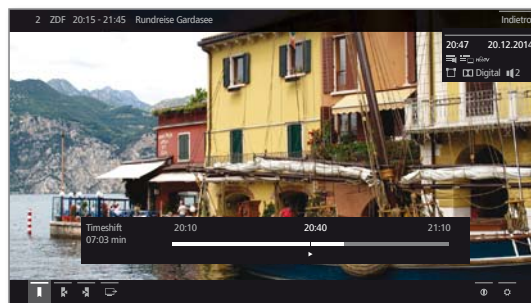 2 ZDF 20:15 - 21:45 Rundreise Gardasee Indietro
20:47 20.12.2014
Digital 2
Timeshift 20:10 20:40 21:10
07:03 min